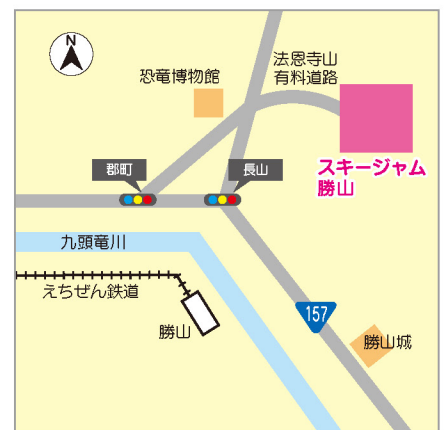 N
法恩寺山
有料道路
恐竜博物館
スキージャム
勝山
郡町
長山
九頭竜川
えちぜん鉄道
勝山
157
勝山城